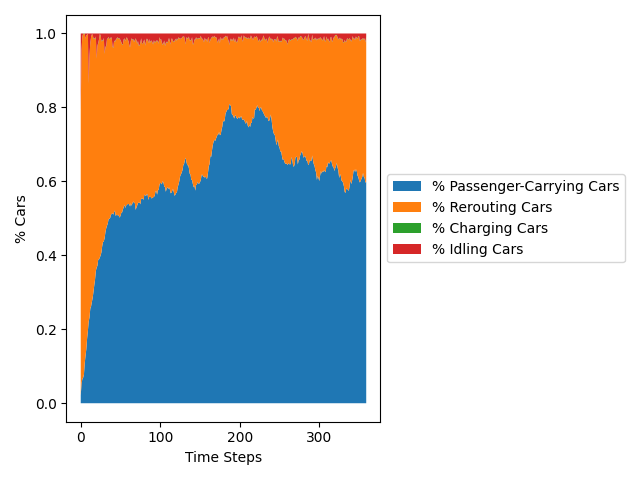 1.0
0.8
0.6
0.4
0.2
0.0
% Cars
0
100
200
300
Time Steps
% Passenger-Carrying Cars
% Rerouting Cars
% Charging Cars
% Idling Cars